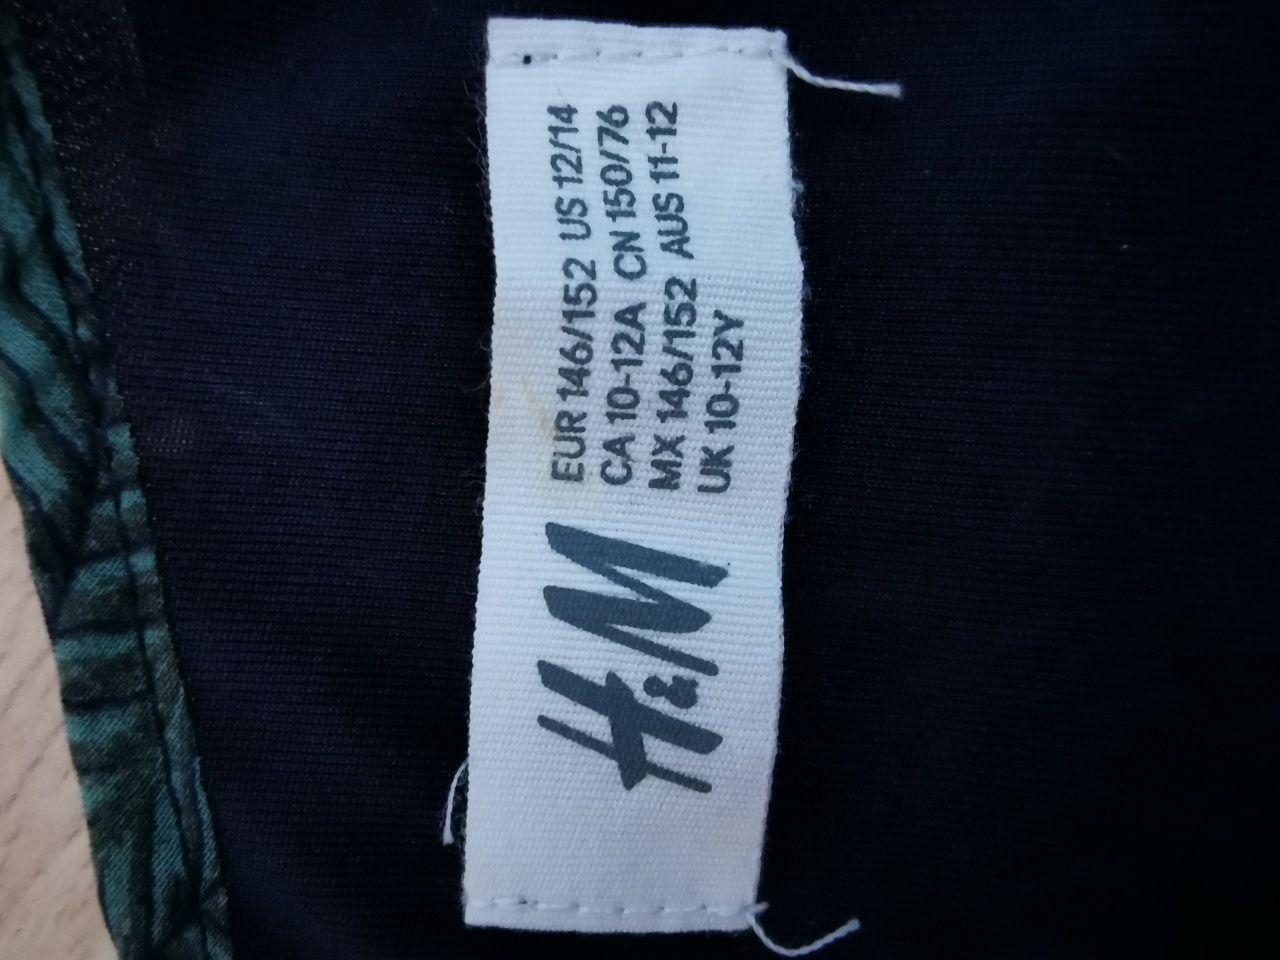 H&M
EUR 146/152 US 12/14
CA 10-12A CN 150/76
MX 146/152 AUS 11-12
UK 10-12Y